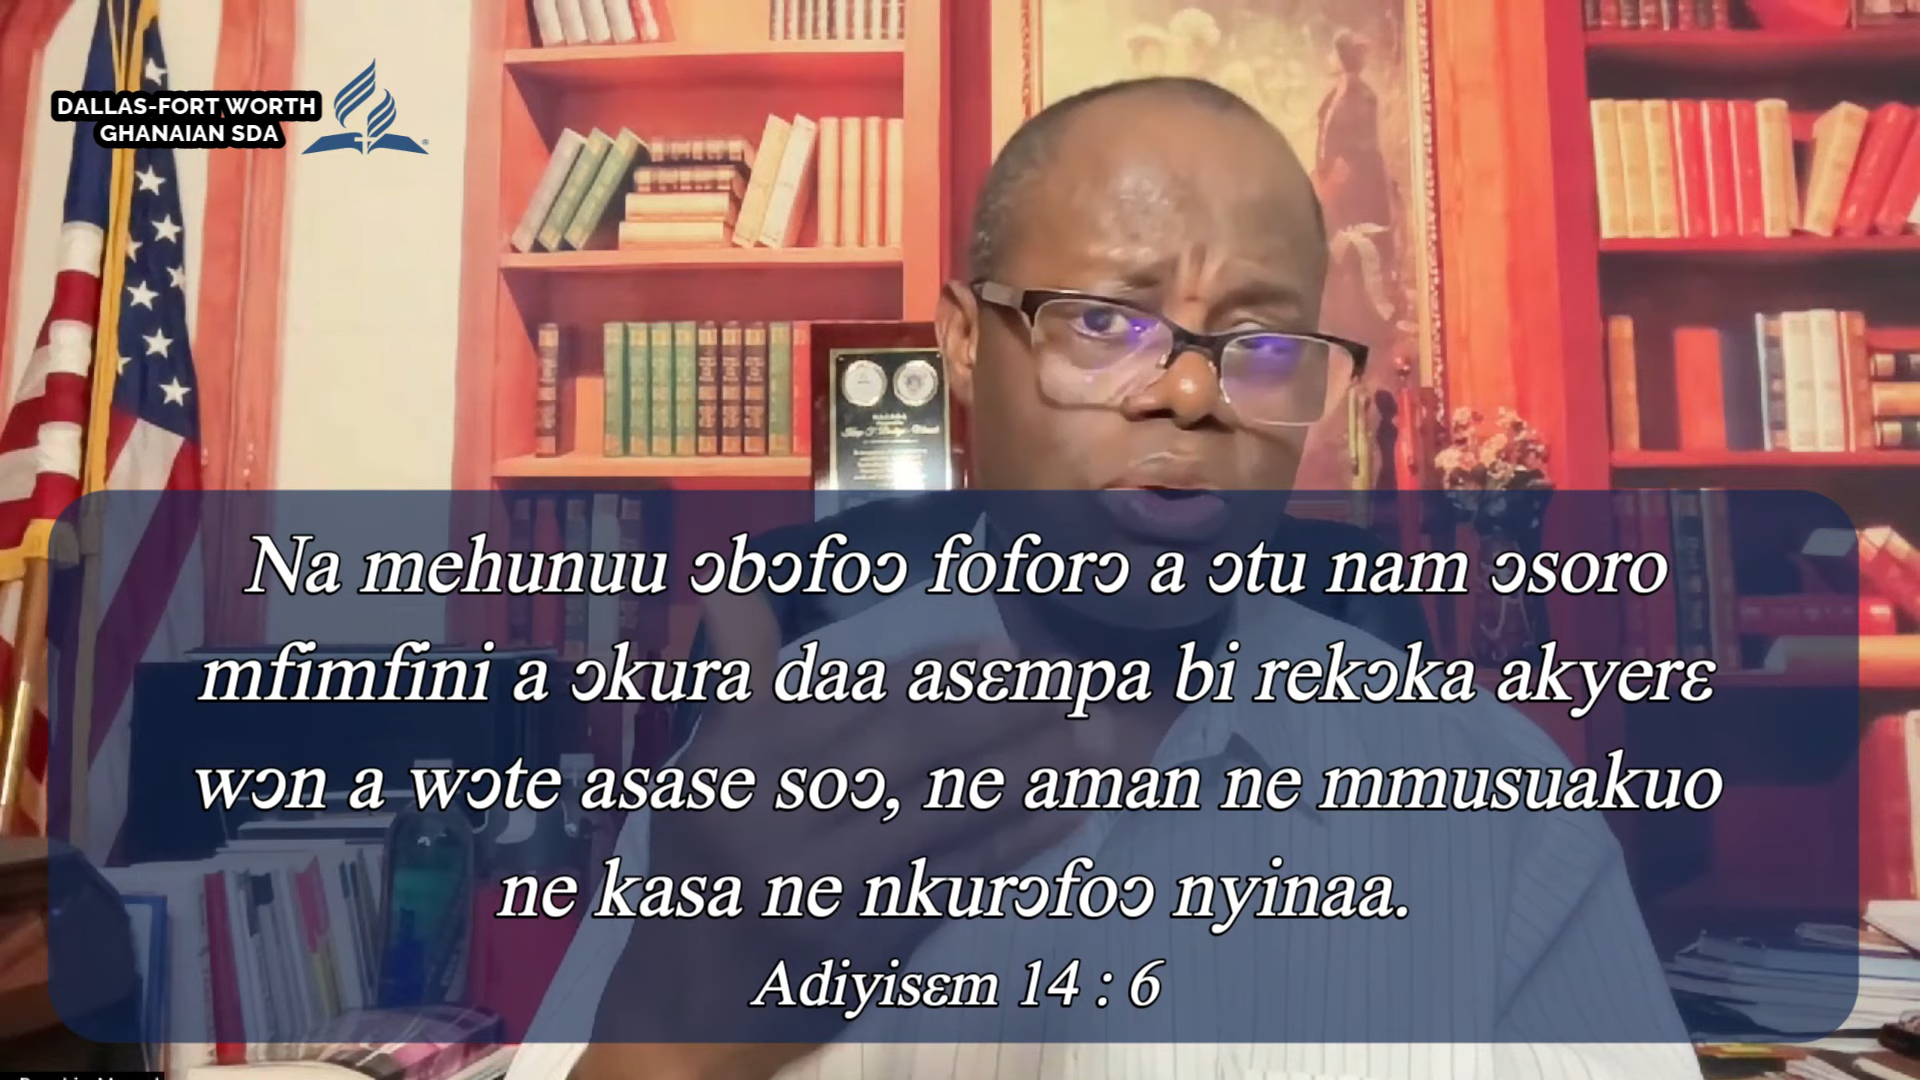 DALLAS-FORT WORTH
GHANAIAN SDA
Na mehunuu ɔbɔfoɔ foforɔ a ɔtu nam ɔsoro
mfimfini a ɔkura daa asɛmpa bi rekɔka akyerɛ
wɔn a wɔte asase soɔ, ne aman ne mmusuakuo
ne kasa ne nkurɔfoɔ nyinaa.
Adiyisɛm 14 : 6